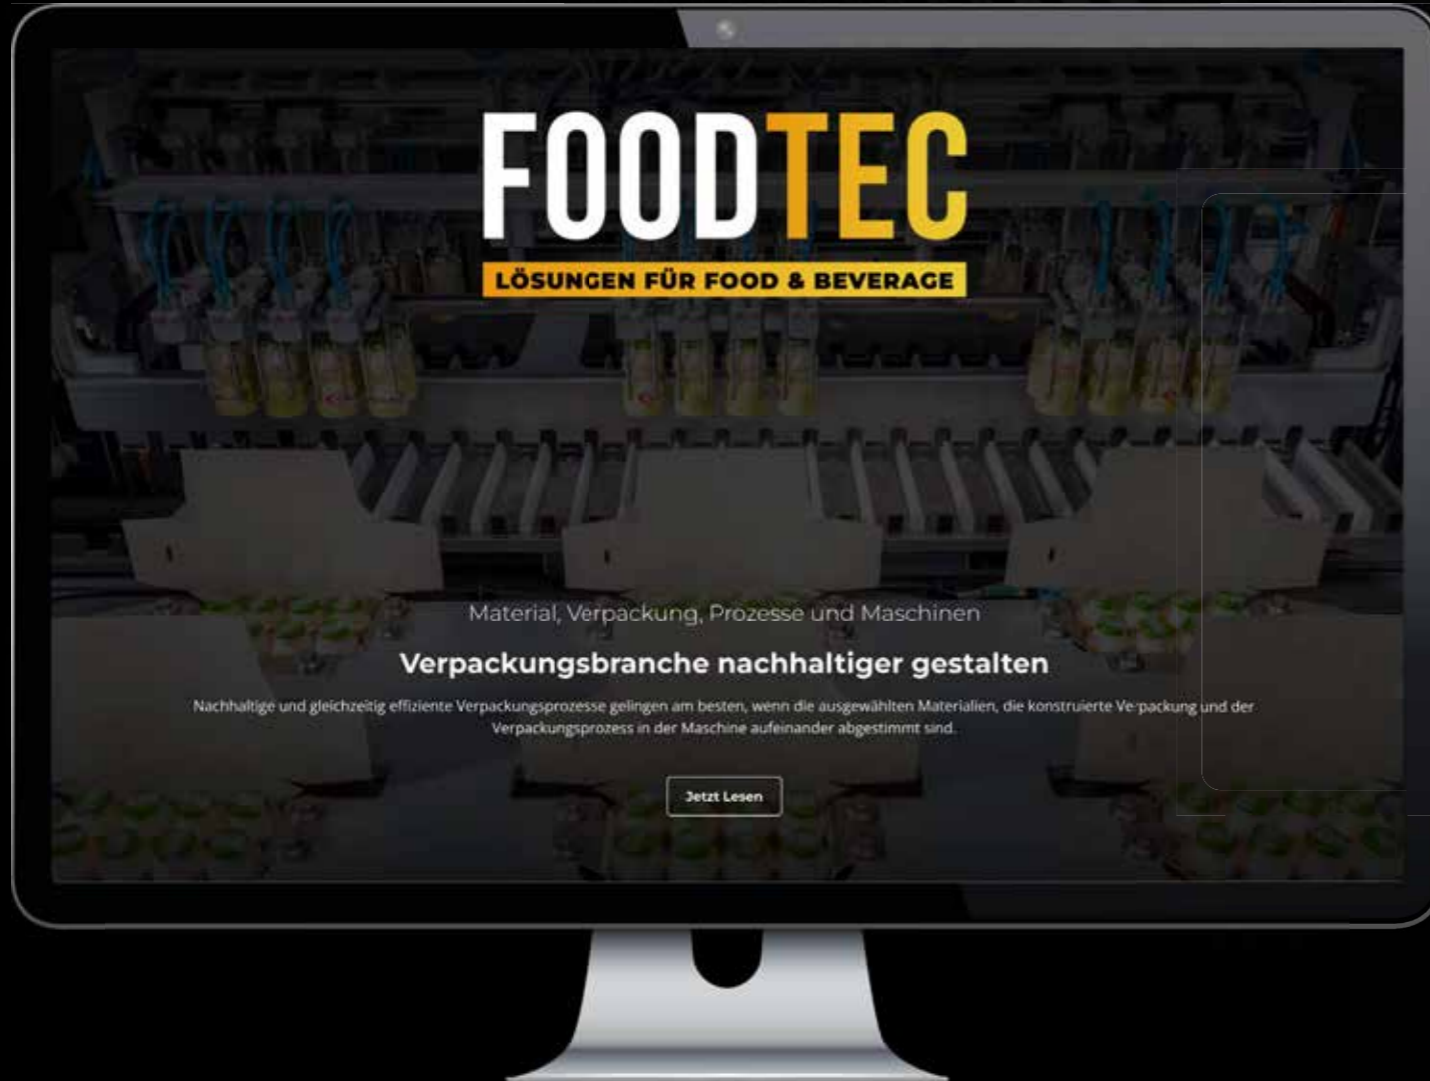 FOODTEC
LÖSUNGEN FÜR FOOD & BEVERAGE
Material, Verpackung, Prozesse und Maschinen
Verpackungsbranche nachhaltiger gestalten
Nachhaltige und gleichzeitig effiziente Verpackungsprozesse gelingen am besten, wenn die ausgewählten Materialien, die konstruierte Verpackung und der
Verpackungsprozess in der Maschine aufeinander abgestimmt sind.
Jetzt Lesen